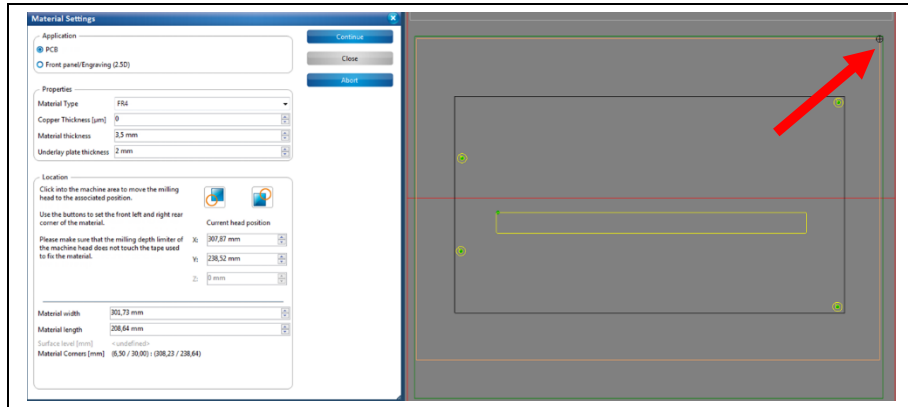 Material Settings
Application
PCB
Front panel/Engraving (2.5D)
Continue
Close
Abort
Properties
Material Type FR4
Copper Thickness [µm] 0
Material thickness 3,5 mm
Underlay plate thickness 2 mm
Location
Click into the machine area to move the milling
head to the associated position.
Use the buttons to set the front left and right rear
corner of the material.
Current head position
Please make sure that the milling depth limiter of
the machine head does not touch the tape used
to fix the material.
X: 307,87 mm
Y: 238,52 mm
Z: 0 mm
Material width 301,73 mm
Material length 208,64 mm
Surface level [mm] <undefined>
Material Corners [mm] (6,50 / 30,00) : (308,23 / 238,64)